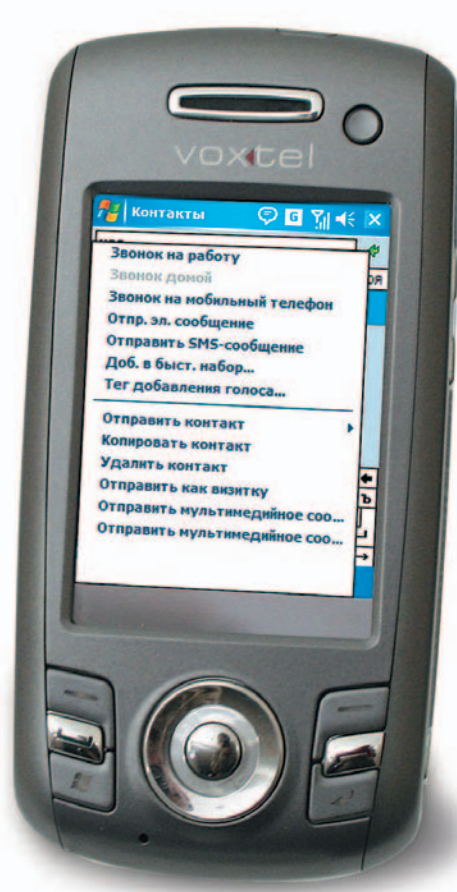 voxtel
Контакты G
Звонок на работу
Звонок домой
Звонок на мобильный телефон
Отпр. эл. сообщение
Отправить SMS-сообщение
Доб. в быст. набор...
Тег добавления голоса...
Отправить контакт
Копировать контакт
Удалить контакт
Отправить как визитку
Отправить мультимедийное соо...
Отправить мультимедийное соо...
ъ